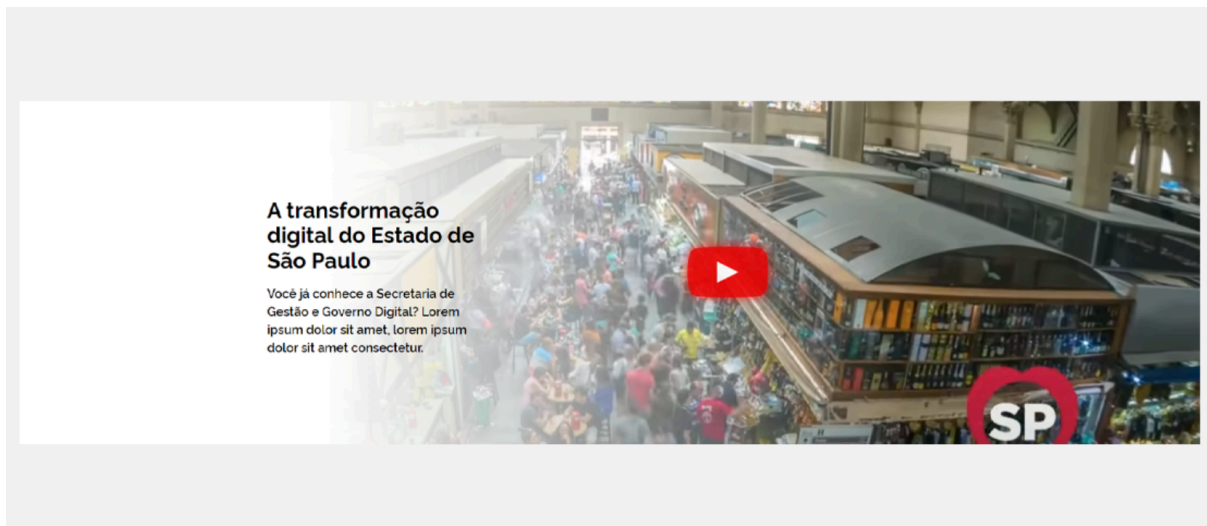 A transformação
digital do Estado de
São Paulo
Você já conhece a Secretaria de
Gestão e Governo Digital? Lorem
ipsum dolor sit amet, lorem ipsum
dolor sit amet consectetur.
SP